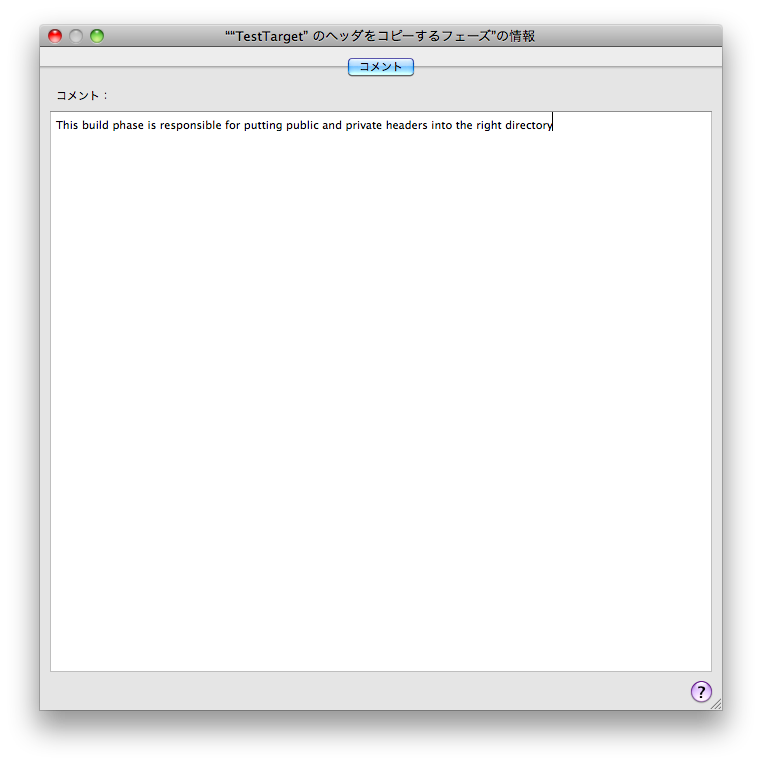 ““TestTarget” のヘッダをコピーするフェーズ”の情報
コメント
コメント：
This build phase is responsible for putting public and private headers into the right directory
?